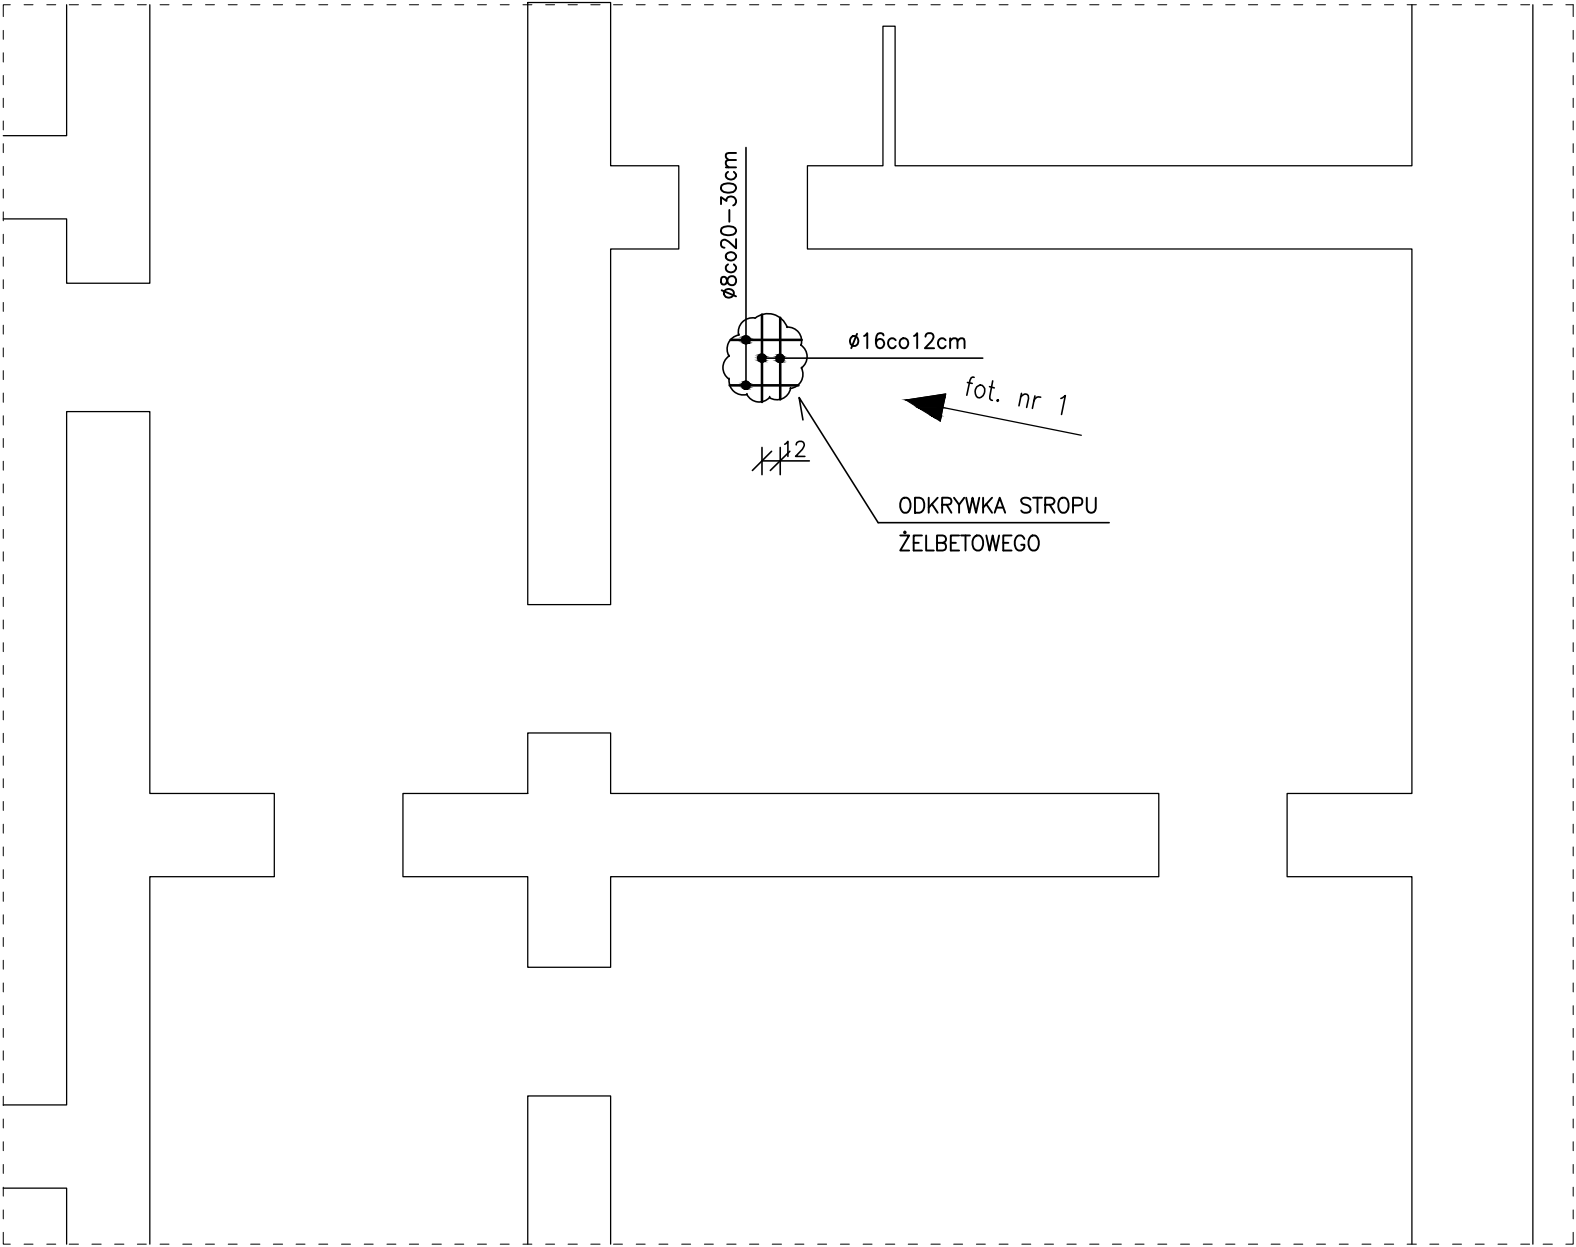 ø8co20-30cm
ø16co12cm
fot. nr 1
12
ODKRYWKA STROPU
ŻELBETOWEGO